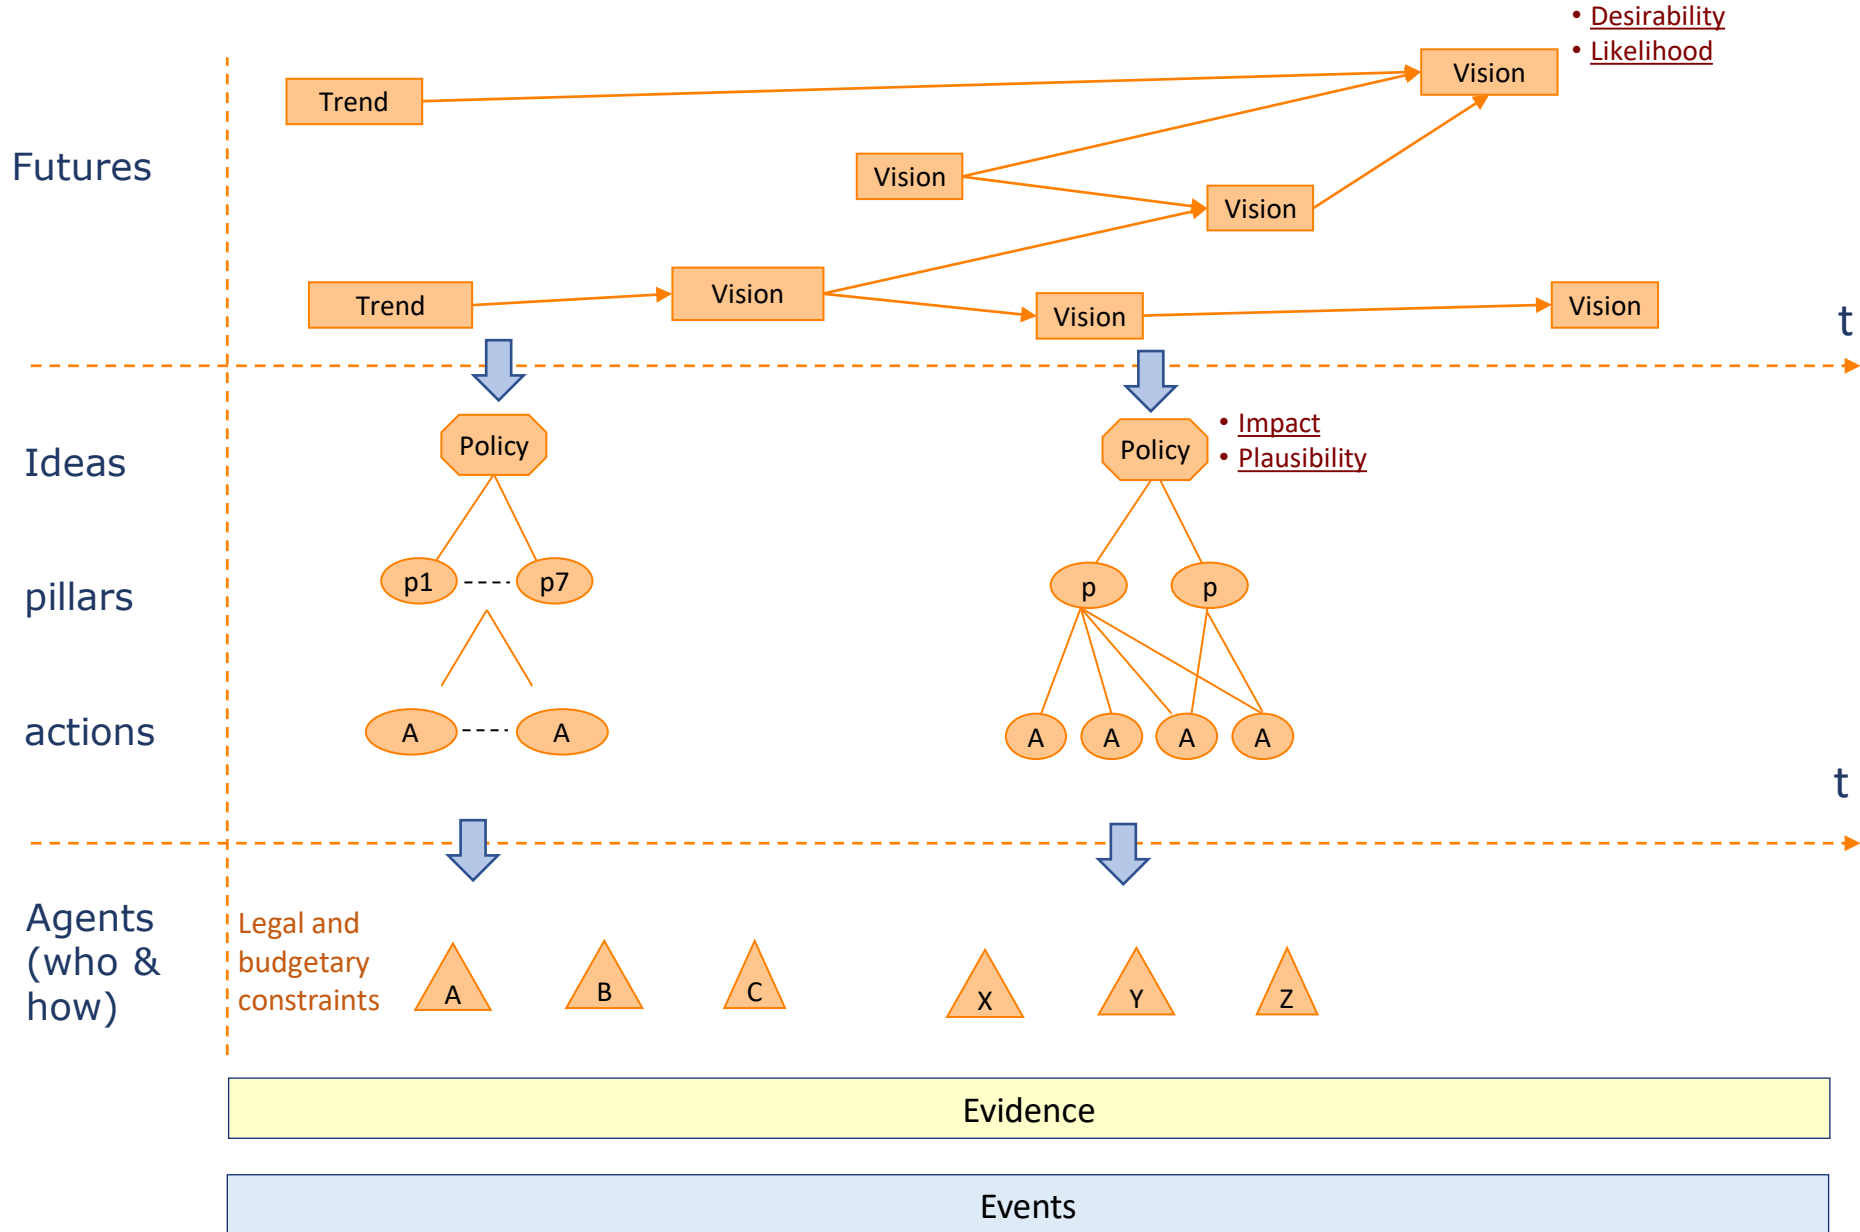 • Desirability
• Likelihood
Vision
Trend
Futures
Vision
Vision
Trend
Vision
Vision
Vision
t
Ideas
Policy
Policy
• Impact
• Plausibility
pillars
p1
p7
p
p
actions
A
A
A
A
A
A
t
Agents
(who &
how)
Legal and
budgetary
constraints
A
B
C
X
Y
Z
Evidence
Events